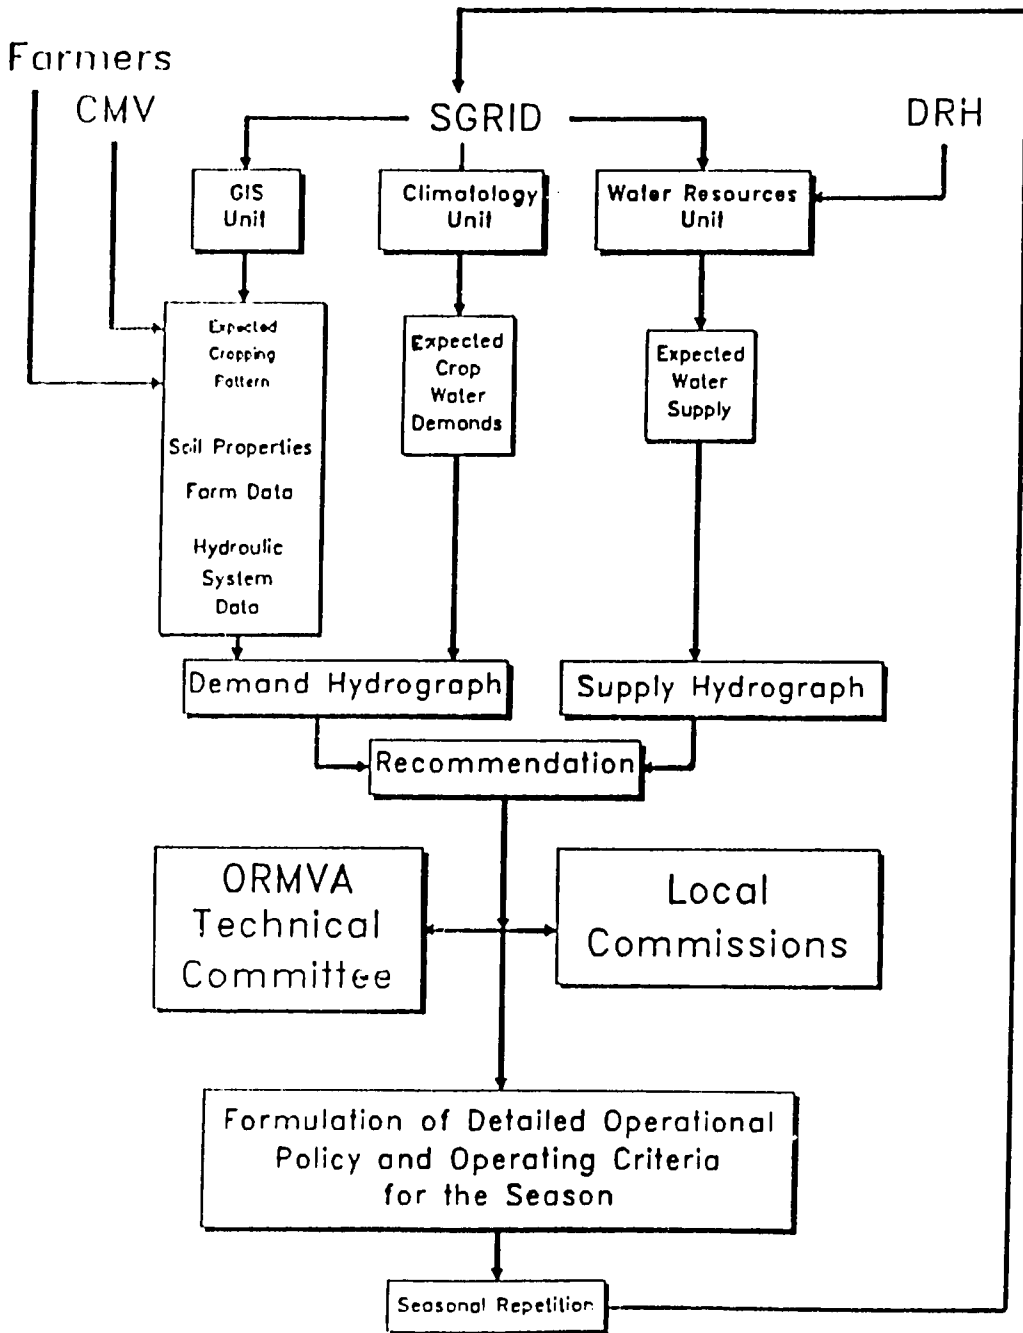 Farmers
CMV
SGRID
DRH
GIS
Unit
Climatology
Unit
Water Resources
Unit
Expected
Cropping
Pattern
Soil Properties
Farm Data
Hydraulic
System
Data
Expected
Crop
Water
Demands
Expected
Water
Supply
Demand Hydrograph
Supply Hydrograph
Recommendation
ORMVA
Technical
Committee
Local
Commissions
Formulation of Detailed Operational
Policy and Operating Criteria
for the Season
Seasonal Repetition